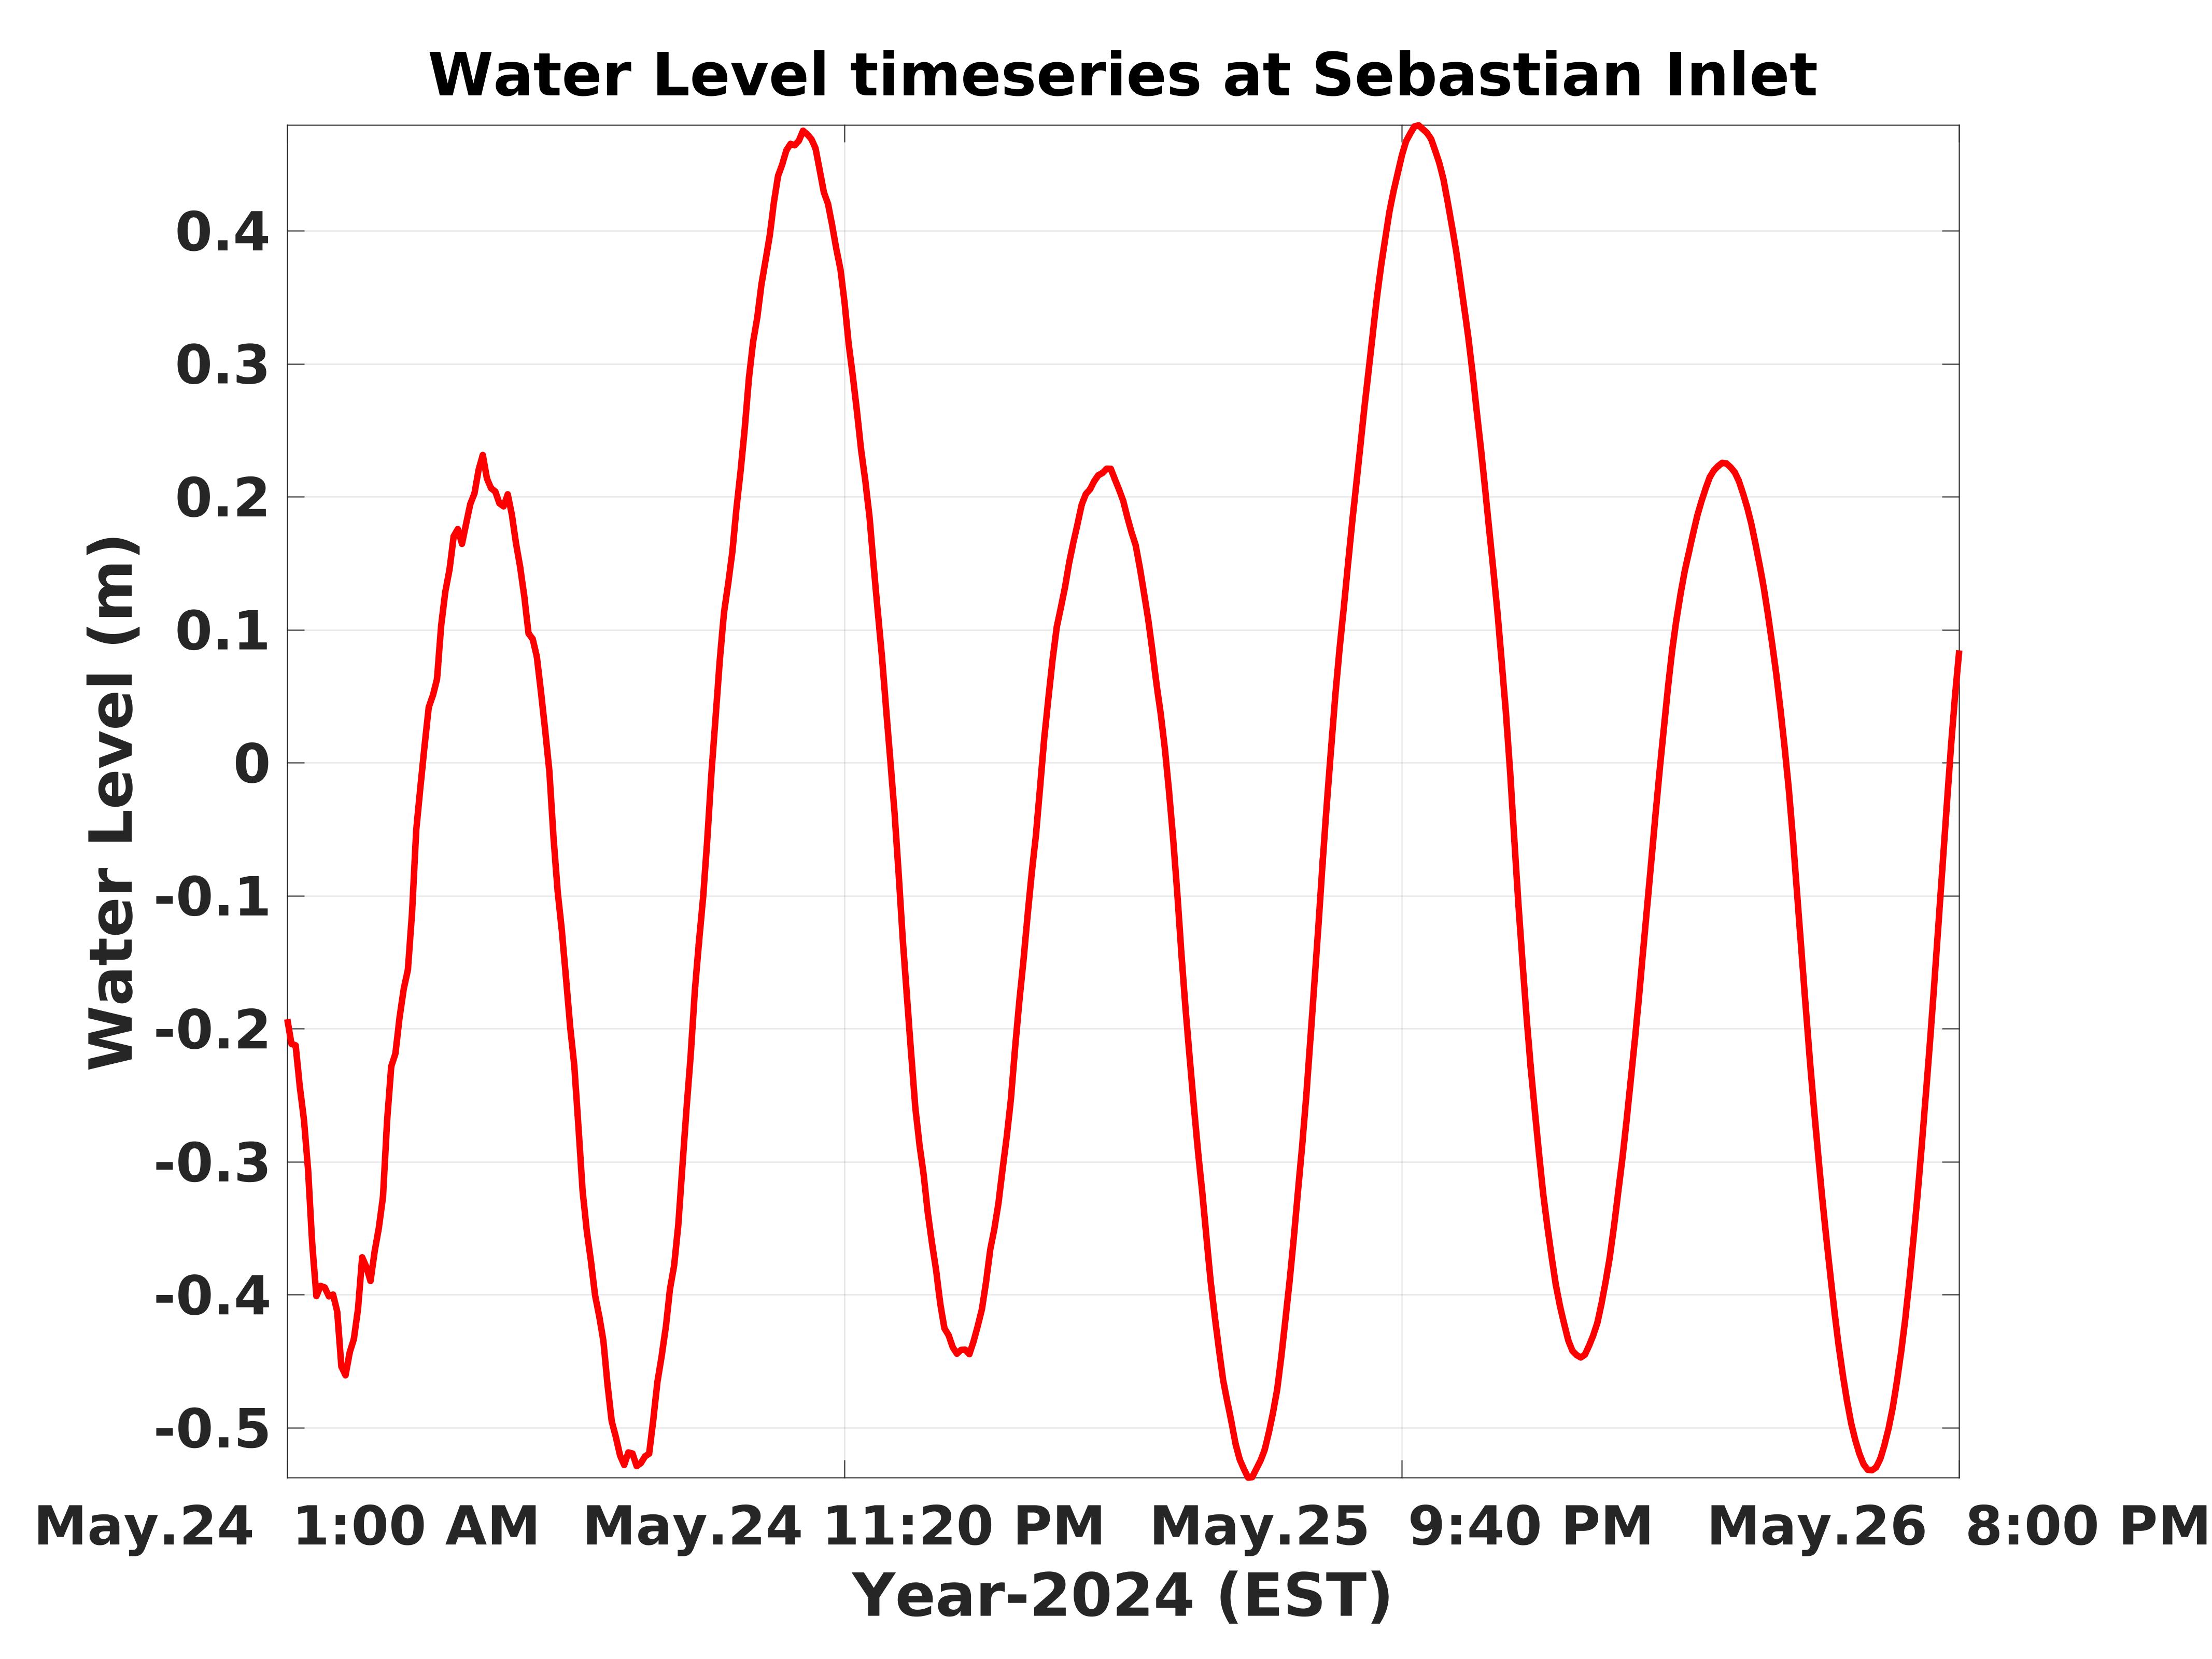 Water Level timeseries at Sebastian Inlet
0.4
0.3
0.2
0.1
0
-0.1
-0.2
-0.3
-0.4
-0.5
Water Level (m)
May.24 1:00 AM May.24 11:20 PM May.25 9:40 PM May.26 8:00 PM
Year-2024 (EST)